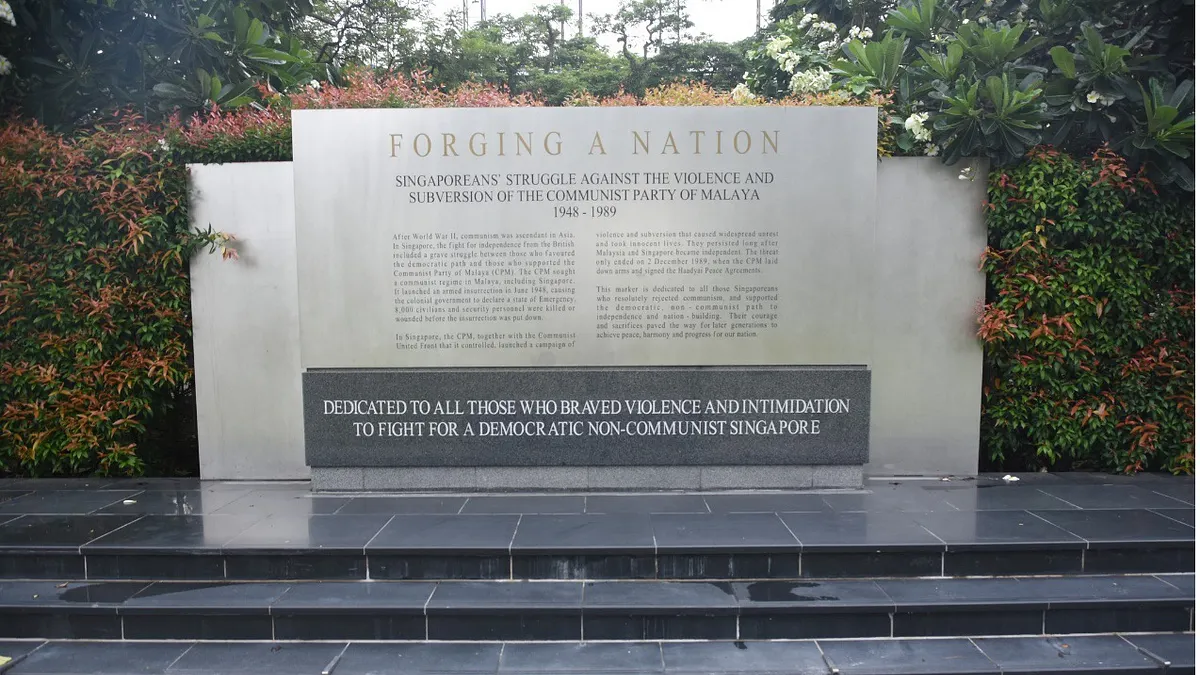 FORGING A NATION
SINGAPOREANS' STRUGGLE AGAINST THE VIOLENCE AND
SUBVERSION OF THE COMMUNIST PARTY OF MALAYA
1948 - 1989
After World War II, communism was ascendant in Asia.
In Singapore, the fight for independence from the British
included a grave struggle between those who favoured
the democratic path and those who supported the
Communist Party of Malaya (CPM). The CPM sought
a communist regime in Malaya, including Singapore.
It launched an armed insurrection in June 1948, causing
the colonial government to declare a state of Emergency.
8,000 civilians and security personnel were killed or
wounded before the insurrection was put down.
In Singapore, the CPM, together with the Communist
United Front that it controlled, launched a campaign of
violence and subversion that caused widespread unrest
and took innocent lives. They persisted long after
Malaysia and Singapore became independent. The threat
only ended on 2 December 1989, when the CPM laid
down arms and signed the Haadyai Peace Agreements.
This marker is dedicated to all those Singaporeans
who resolutely rejected communism, and supported
the democratic, non - communist path to
independence and nation - building. Their courage
and sacrifices paved the way for later generations to
achieve peace, harmony and progress for our nation.
DEDICATED TO ALL THOSE WHO BRAVED VIOLENCE AND INTIMIDATION
TO FIGHT FOR A DEMOCRATIC NON-COMMUNIST SINGAPORE